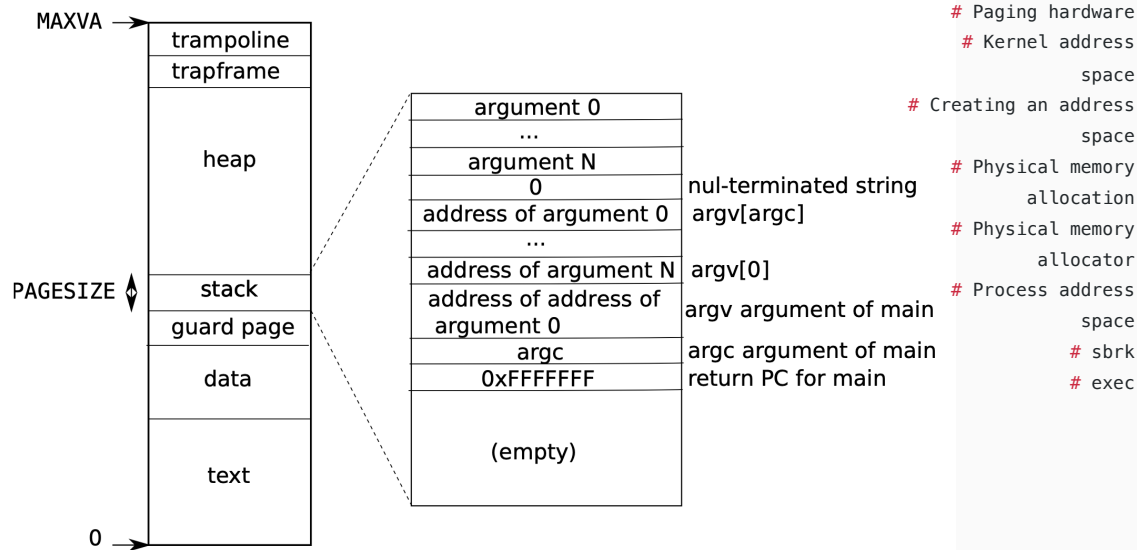 MAXVA
trampoline
trapframe
heap
PAGESIZE
stack
guard page
data
text
0
argument 0
...
argument N
0 nul-terminated string
address of argument 0 argv[argc]
...
address of argument N argv[0]
address of address of
argument 0
argv argument of main
argc argc argument of main
0xFFFFFFF return PC for main
(empty)
# Paging hardware
# Kernel address
space
# Creating an address
space
# Physical memory
allocation
# Physical memory
allocator
# Process address
space
# sbrk
# exec